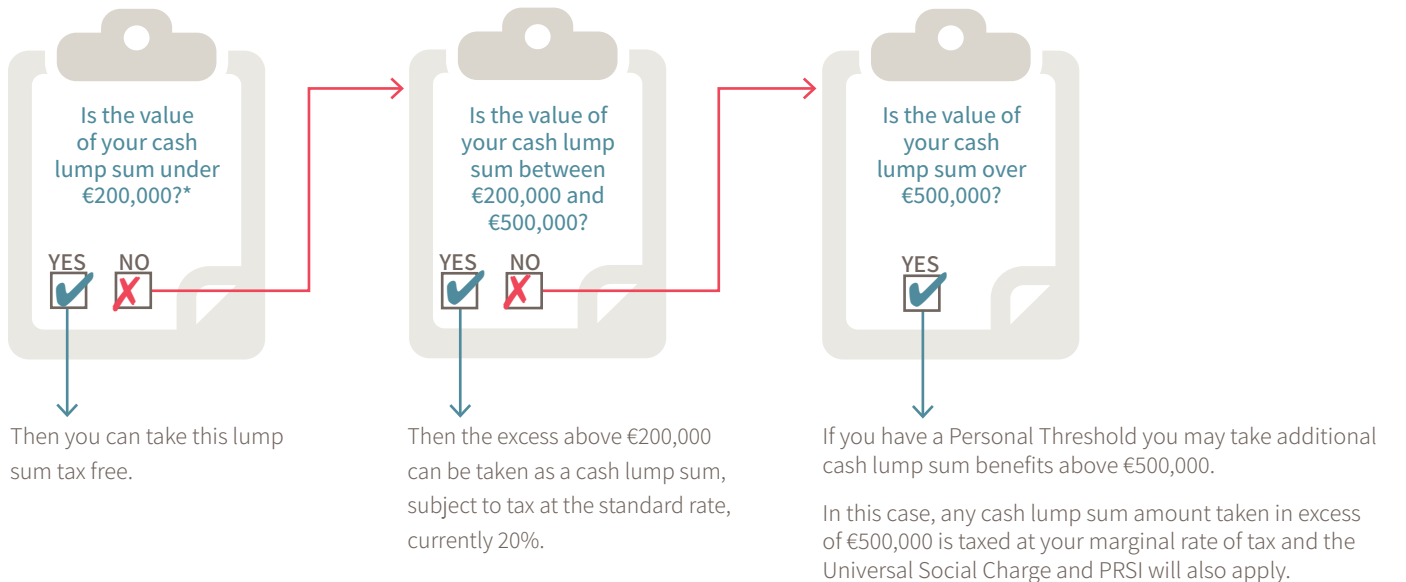 Is the value
of your cash
lump sum under
€200,000?*
YES NO
Then you can take this lump
sum tax free.
Is the value of
your cash lump
sum between
€200,000 and
€500,000?
YES NO
Then the excess above €200,000
can be taken as a cash lump sum,
subject to tax at the standard rate,
currently 20%.
Is the value of
your cash
lump sum over
€500,000?
YES
If you have a Personal Threshold you may take additional
cash lump sum benefits above €500,000.
In this case, any cash lump sum amount taken in excess
of €500,000 is taxed at your marginal rate of tax and the
Universal Social Charge and PRSI will also apply.